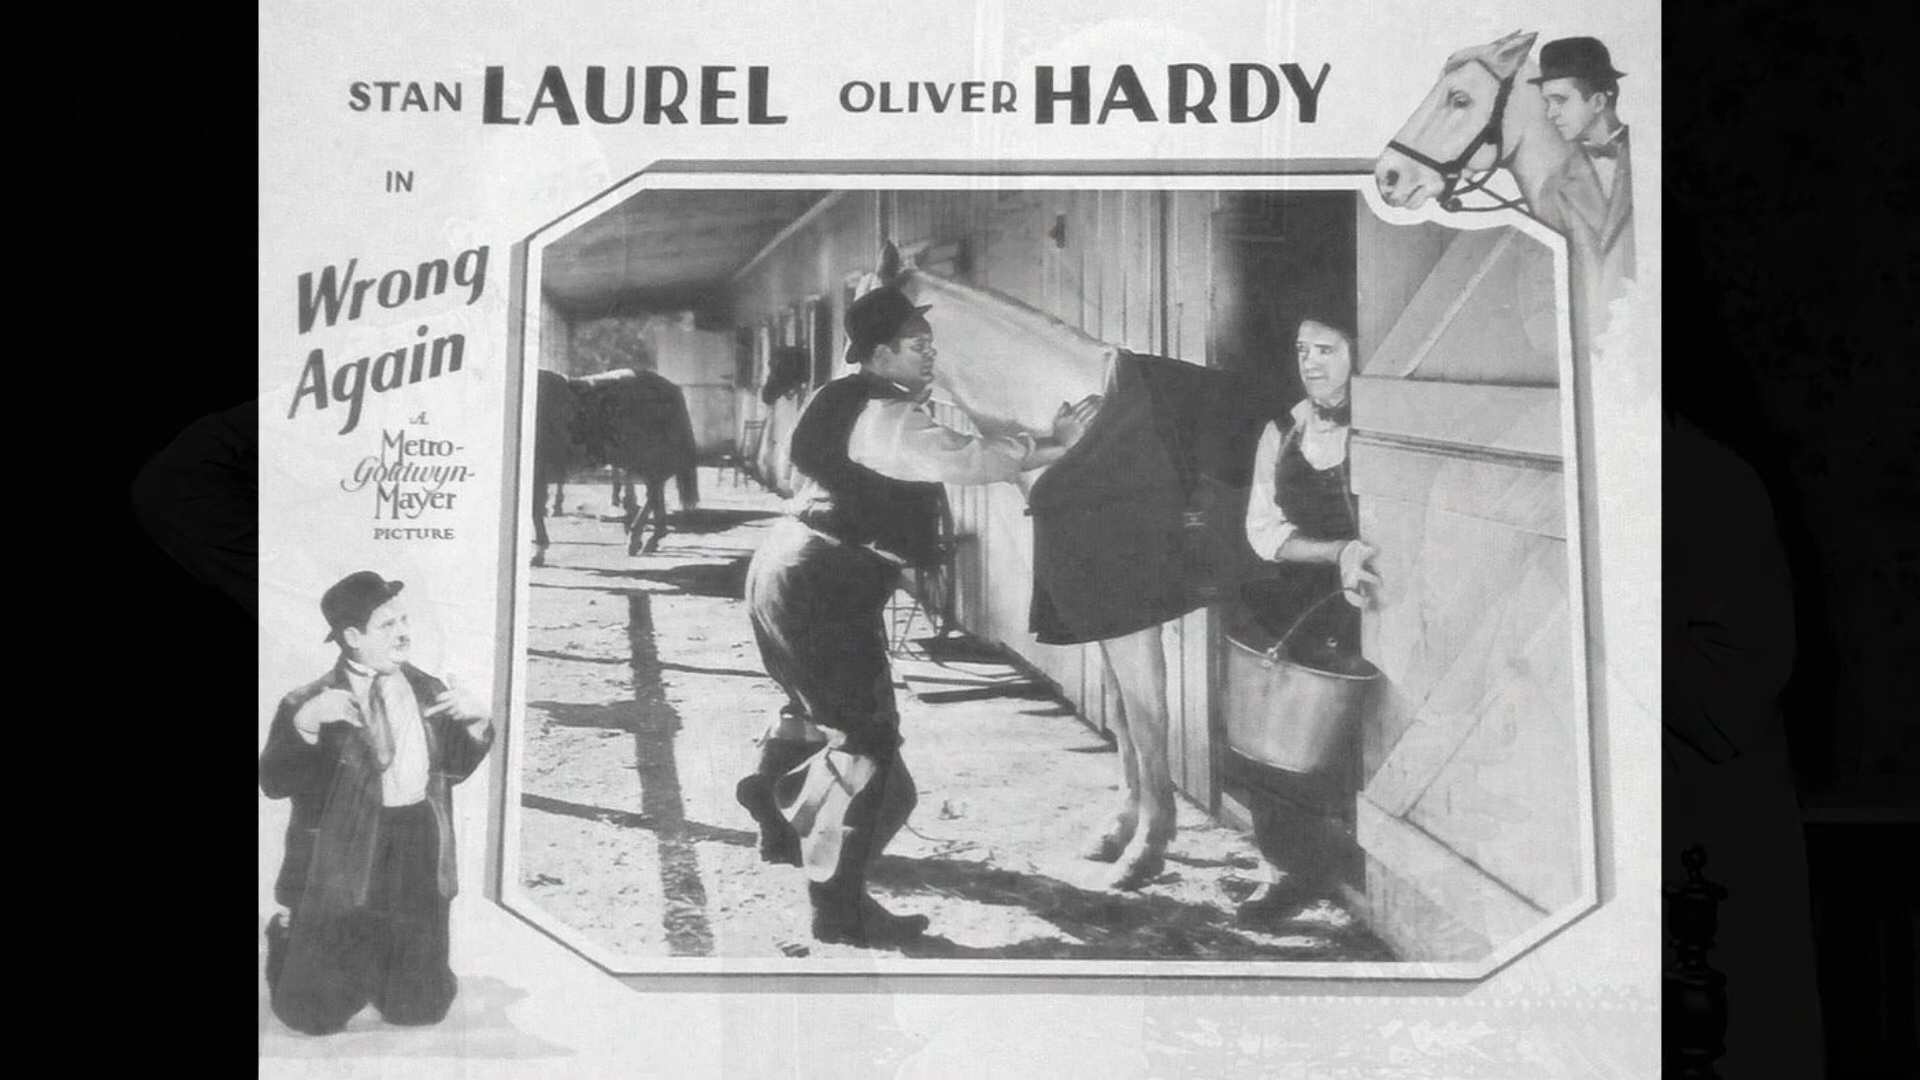 STAN LAUREL OLIVER HARDY
IN
Wrong
Again
A
Metro-
Goldwyn-
Mayer
PICTURE